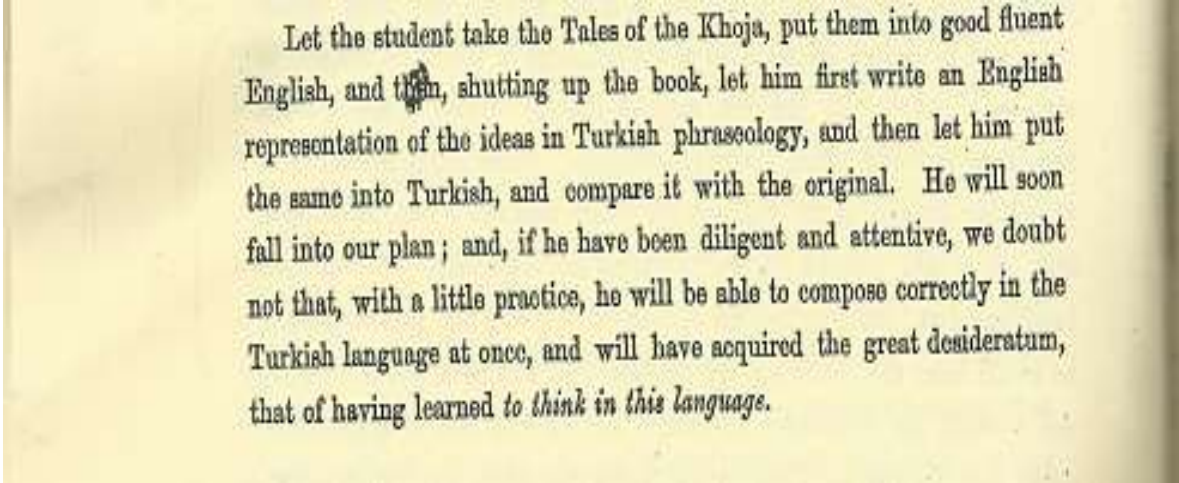 Let the student take the Tales of the Khoja, put them into good fluent
English, and then, shutting up the book, let him first write an English
representation of the ideas in Turkish phraseology, and then let him put
the same into Turkish, and compare it with the original. He will soon
fall into our plan; and, if he have been diligent and attentive, we doubt
not that, with a little practice, he will be able to compose correctly in the
Turkish language at once, and will have acquired the great desideratum,
that of having learned to think in this language.